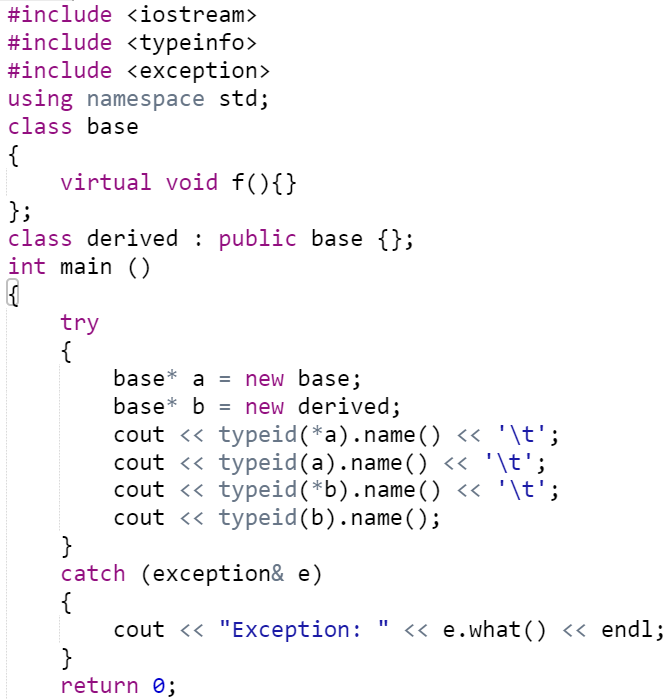 #include <iostream>
#include <typeinfo>
#include <exception>
using namespace std;
class base
{
    virtual void f(){}
};
class derived : public base {};
int main ()
{
    try
    {
        base* a = new base;
        base* b = new derived;
        cout << typeid(*a).name() << '\t';
        cout << typeid(a).name() << '\t';
        cout << typeid(*b).name() << '\t';
        cout << typeid(b).name();
    }
    catch (exception& e)
    {
        cout << "Exception: " << e.what() << endl;
    }
    return 0;